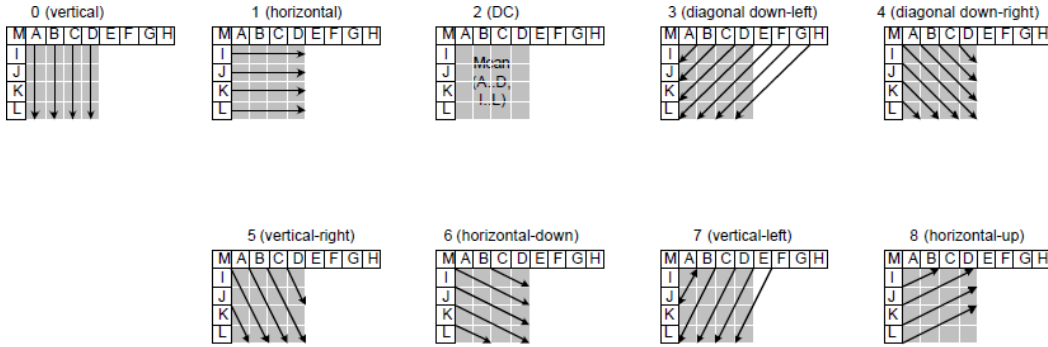 0 (vertical)
M A B C D E F G H
I
J
K
L
1 (horizontal)
M A B C D E F G H
I
J
K
L
2 (DC)
M A B C D E F G H
I
J
K
L
Mean
(A..D,
I..L)
3 (diagonal down-left)
M A B C D E F G H
I
J
K
L
4 (diagonal down-right)
M A B C D E F G H
I
J
K
L
5 (vertical-right)
M A B C D E F G H
I
J
K
L
6 (horizontal-down)
M A B C D E F G H
I
J
K
L
7 (vertical-left)
M A B C D E F G H
I
J
K
L
8 (horizontal-up)
M A B C D E F G H
I
J
K
L